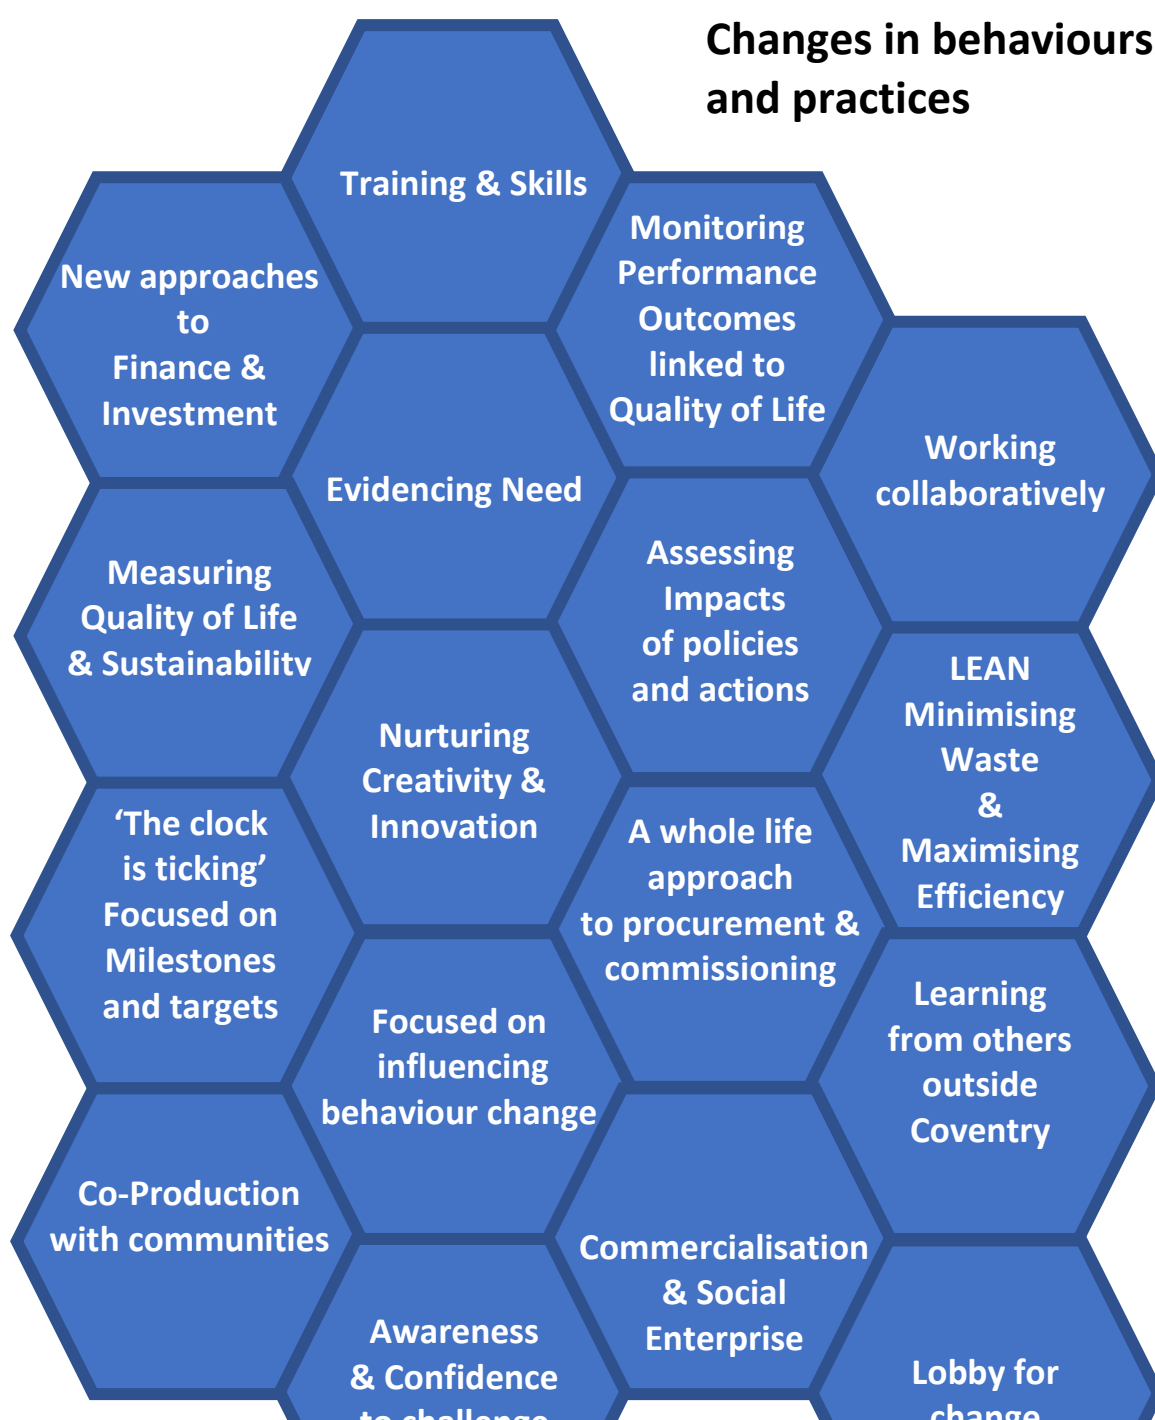 Changes in behaviours
and practices
Training & Skills
New approaches
to
Finance &
Investment
Monitoring
Performance
Outcomes
linked to
Quality of Life
Working
collaboratively
Evidencing Need
Measuring
Quality of Life
& Sustainability
Assessing
Impacts
of policies
and actions
LEAN
Minimising
Waste
&
Maximising
Efficiency
Nurturing
Creativity &
Innovation
'The clock
is ticking'
Focused on
Milestones
and targets
A whole life
approach
to procurement &
commissioning
Learning
from others
outside
Coventry
Focused on
influencing
behaviour change
Co-Production
with communities
Commercialisation
& Social
Enterprise
Awareness
& Confidence
to challenge
Lobby for
change